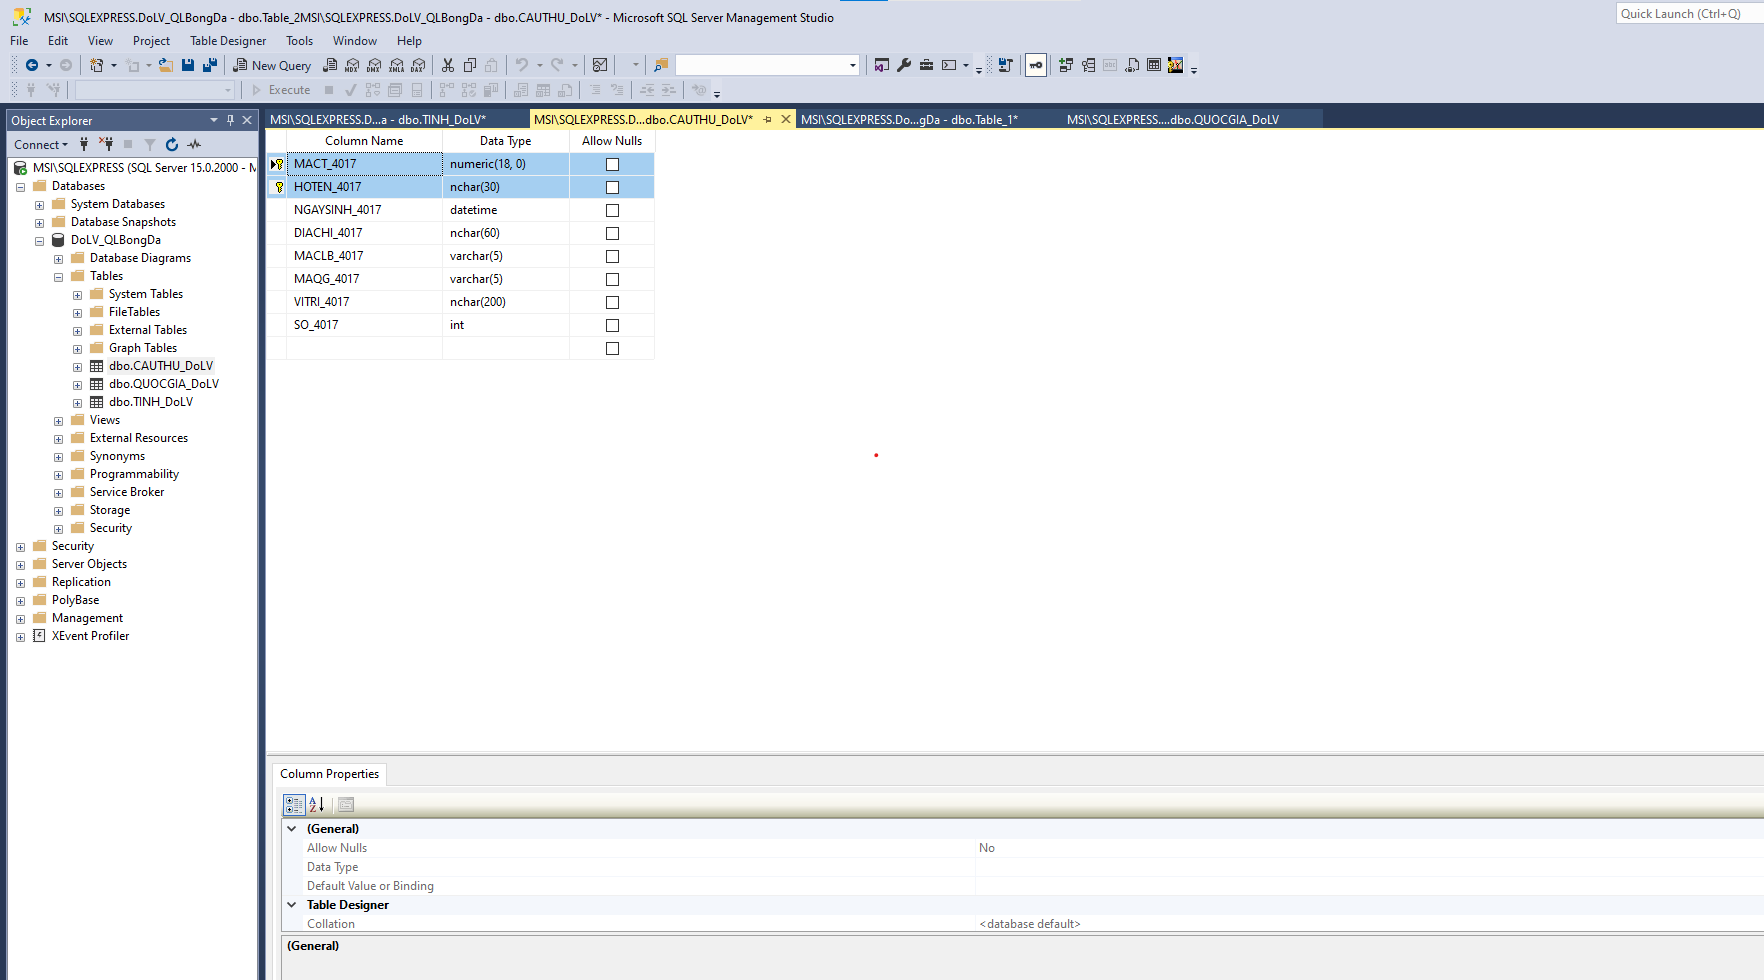 MSI\SQLEXPRESS.DoLV_QLBongDa - dbo.Table_2MSI\SQLEXPRESS.DoLV_QLBongDa - dbo.CAUTHU_DoLV* - Microsoft SQL Server Management Studio
Quick Launch (Ctrl+Q)
File Edit View Project Table Designer Tools Window Help
New Query MDX DMX XMLA DAX
Execute
Object Explorer
MSI\SQLEXPRESS.D...a - dbo.TINH_DoLV* MSI\SQLEXPRESS.D...dbo.CAUTHU_DoLV* MSI\SQLEXPRESS.Do...gDa - dbo.Table_1* MSI\SQLEXPRESS....dbo.QUOCGIA_DoLV
Connect
MSI\SQLEXPRESS (SQL Server 15.0.2000 - M
Databases
System Databases
Database Snapshots
DoLV_QLBongDa
Database Diagrams
Tables
System Tables
FileTables
External Tables
Graph Tables
dbo.CAUTHU_DoLV
dbo.QUOCGIA_DoLV
dbo.TINH_DoLV
Views
External Resources
Synonyms
Programmability
Service Broker
Storage
Security
Security
Server Objects
Replication
PolyBase
Management
XEvent Profiler
Column Name Data Type Allow Nulls
MACT_4017 numeric(18, 0)
HOTEN_4017 nchar(30)
NGAYSINH_4017 datetime
DIACHI_4017 nchar(60)
MACLB_4017 varchar(5)
MAQG_4017 varchar(5)
VITRI_4017 nchar(200)
SO_4017 int
Column Properties
(General)
Allow Nulls No
Data Type
Default Value or Binding
Table Designer
Collation <database default>
(General)